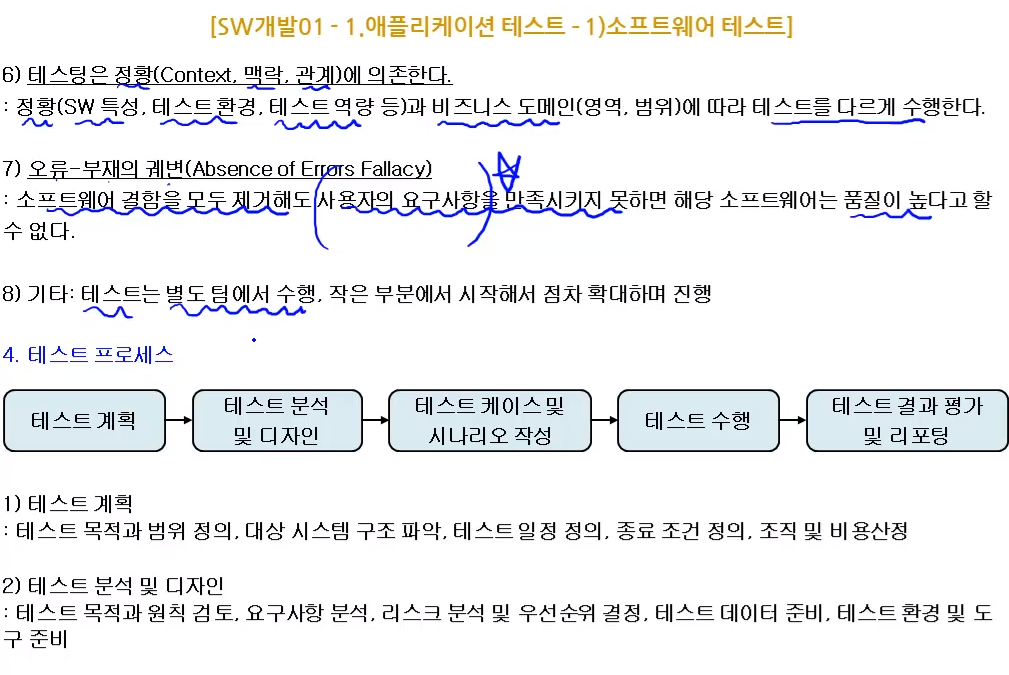 [SW개발01 - 1.애플리케이션 테스트 - 1)소프트웨어 테스트]
6) 테스팅은 정황(Context, 맥락, 관계)에 의존한다.
: 정황(SW 특성, 테스트 환경, 테스트 역량 등)과 비즈니스 도메인(영역, 범위)에 따라 테스트를 다르게 수행한다.
7) 오류-부재의 궤변(Absence of Errors Fallacy)
: 소프트웨어 결함을 모두 제거해도 사용자의 요구사항을 만족시키지 못하면 해당 소프트웨어는 품질이 높다고 할
수 없다.
8) 기타: 테스트는 별도 팀에서 수행, 작은 부분에서 시작해서 점차 확대하며 진행
4. 테스트 프로세스
테스트 계획
테스트 분석
및 디자인
테스트 케이스 및
시나리오 작성
테스트 수행
테스트 결과 평가
및 리포팅
1) 테스트 계획
: 테스트 목적과 범위 정의, 대상 시스템 구조 파악, 테스트 일정 정의, 종료 조건 정의, 조직 및 비용산정
2) 테스트 분석 및 디자인
: 테스트 목적과 원칙 검토, 요구사항 분석, 리스크 분석 및 우선순위 결정, 테스트 데이터 준비, 테스트 환경 및 도
구 준비